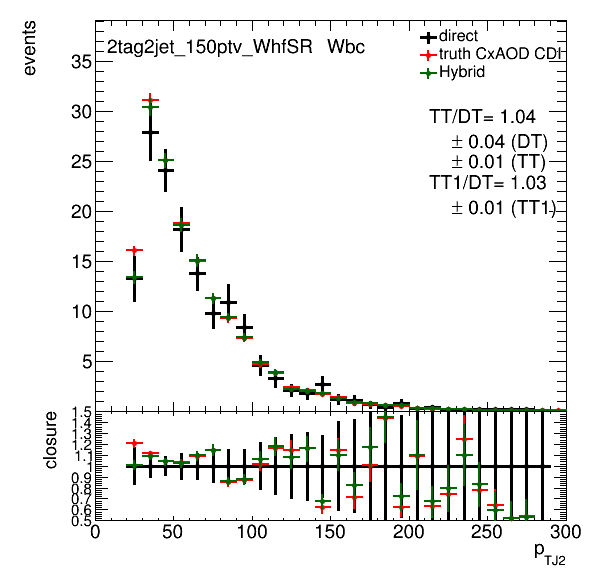 events
2tag2jet_150ptv_WhfSR Wbc
direct
truth CxAOD CDI
Hybrid
TT/DT= 1.04
± 0.04 (DT)
± 0.01 (TT)
TT1/DT= 1.03
± 0.01 (TT1)
35
30
25
20
15
10
5
closure
1.5
1.4
1.3
1.2
1.1
1
0.9
0.8
0.7
0.6
0.5
0 50 100 150 200 250 300
p_TJ2